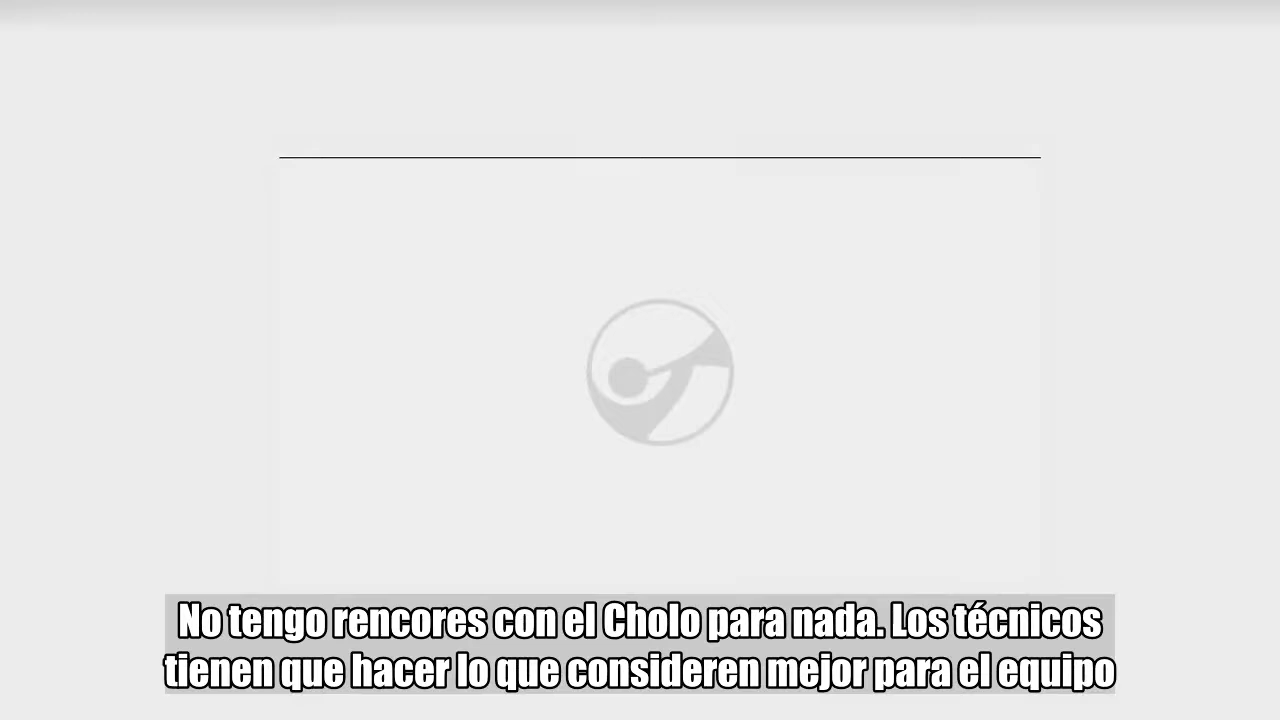 No tengo rencores con el Cholo para nada. Los técnicos
tienen que hacer lo que consideren mejor para el equipo